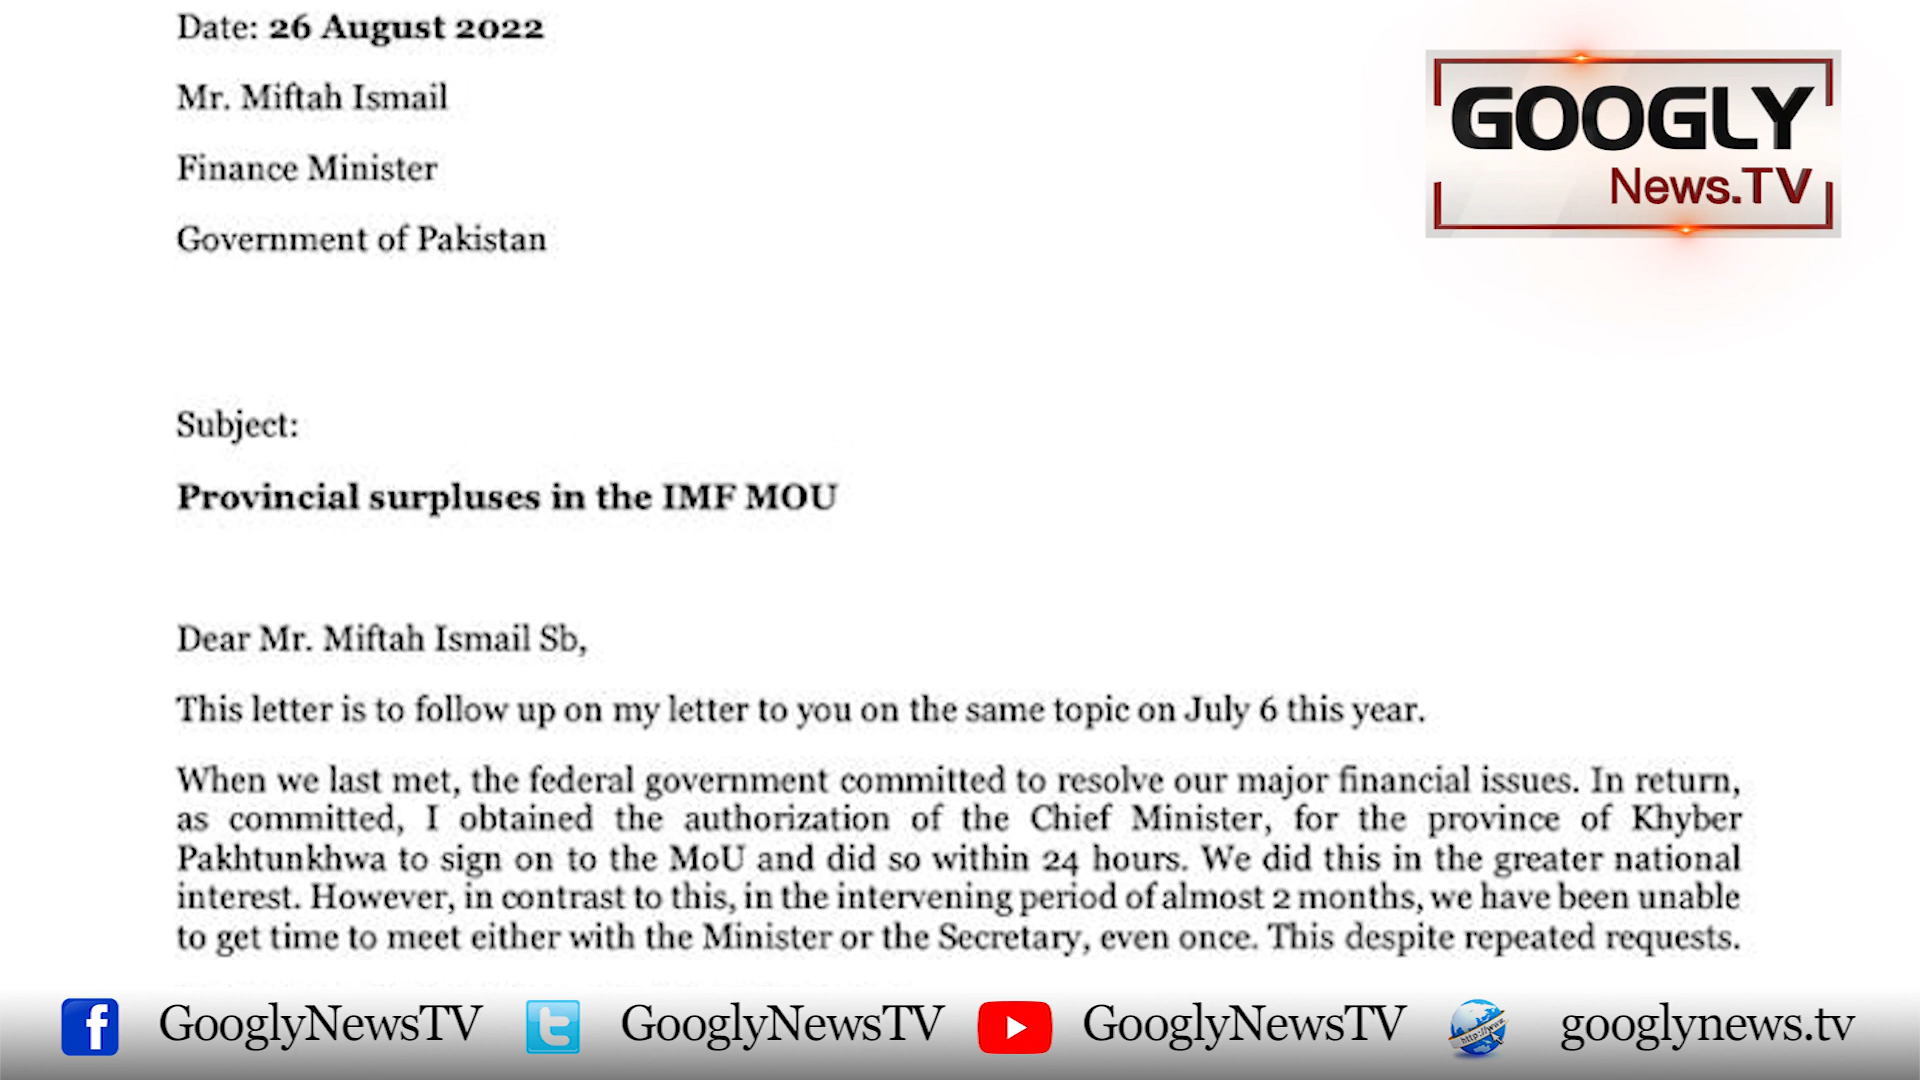 Date: 26 August 2022
GOOGLY
News.TV
Mr. Miftah Ismail
Finance Minister
Government of Pakistan
Subject:
Provincial surpluses in the IMF MOU
Dear Mr. Miftah Ismail Sb,
This letter is to follow up on my letter to you on the same topic on July 6 this year.
When we last met, the federal government committed to resolve our major financial issues. In return,
as committed, I obtained the authorization of the Chief Minister, for the province of Khyber
Pakhtunkhwa to sign on to the MoU and did so within 24 hours. We did this in the greater national
interest. However, in contrast to this, in the intervening period of almost 2 months, we have been unable
to get time to meet either with the Minister or the Secretary, even once. This despite repeated requests.
GooglyNewsTV GooglyNewsTV GooglyNewsTV googlynews.tv